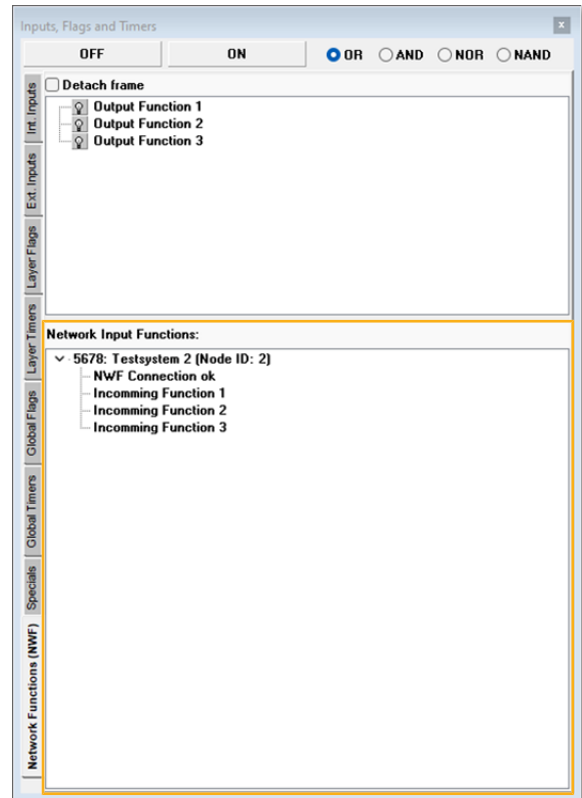 Inputs, Flags and Timers
x
OFF ON OR AND NOR NAND
Detach frame
Output Function 1
Output Function 2
Output Function 3
Network Input Functions:
5678: Testsystem 2 (Node ID: 2)
NWF Connection ok
Incomming Function 1
Incomming Function 2
Incomming Function 3
Int. Inputs
Ext. Inputs
Layer Flags
Layer Timers
Global Flags
Global Timers
Specials
Network Functions (NWF)